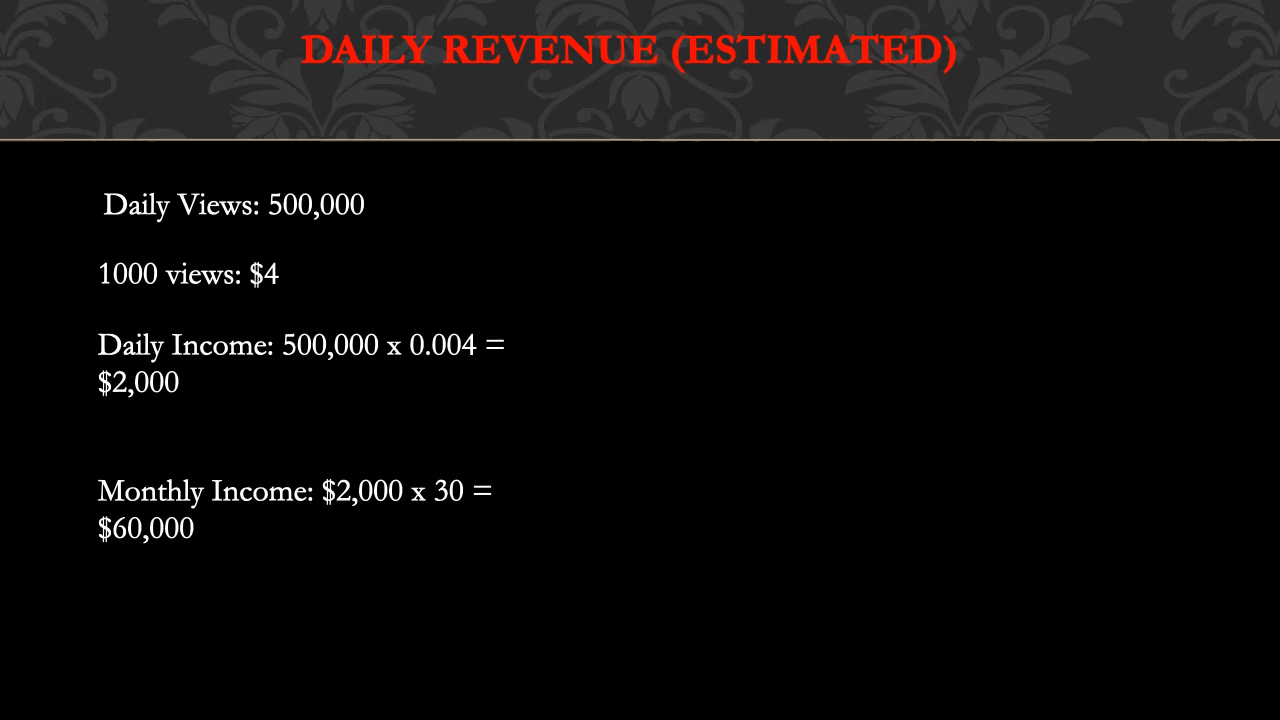 DAILY REVENUE (ESTIMATED)
Daily Views: 500,000
1000 views: $4
Daily Income: 500,000 x 0.004 =
$2,000
Monthly Income: $2,000 x 30 =
$60,000